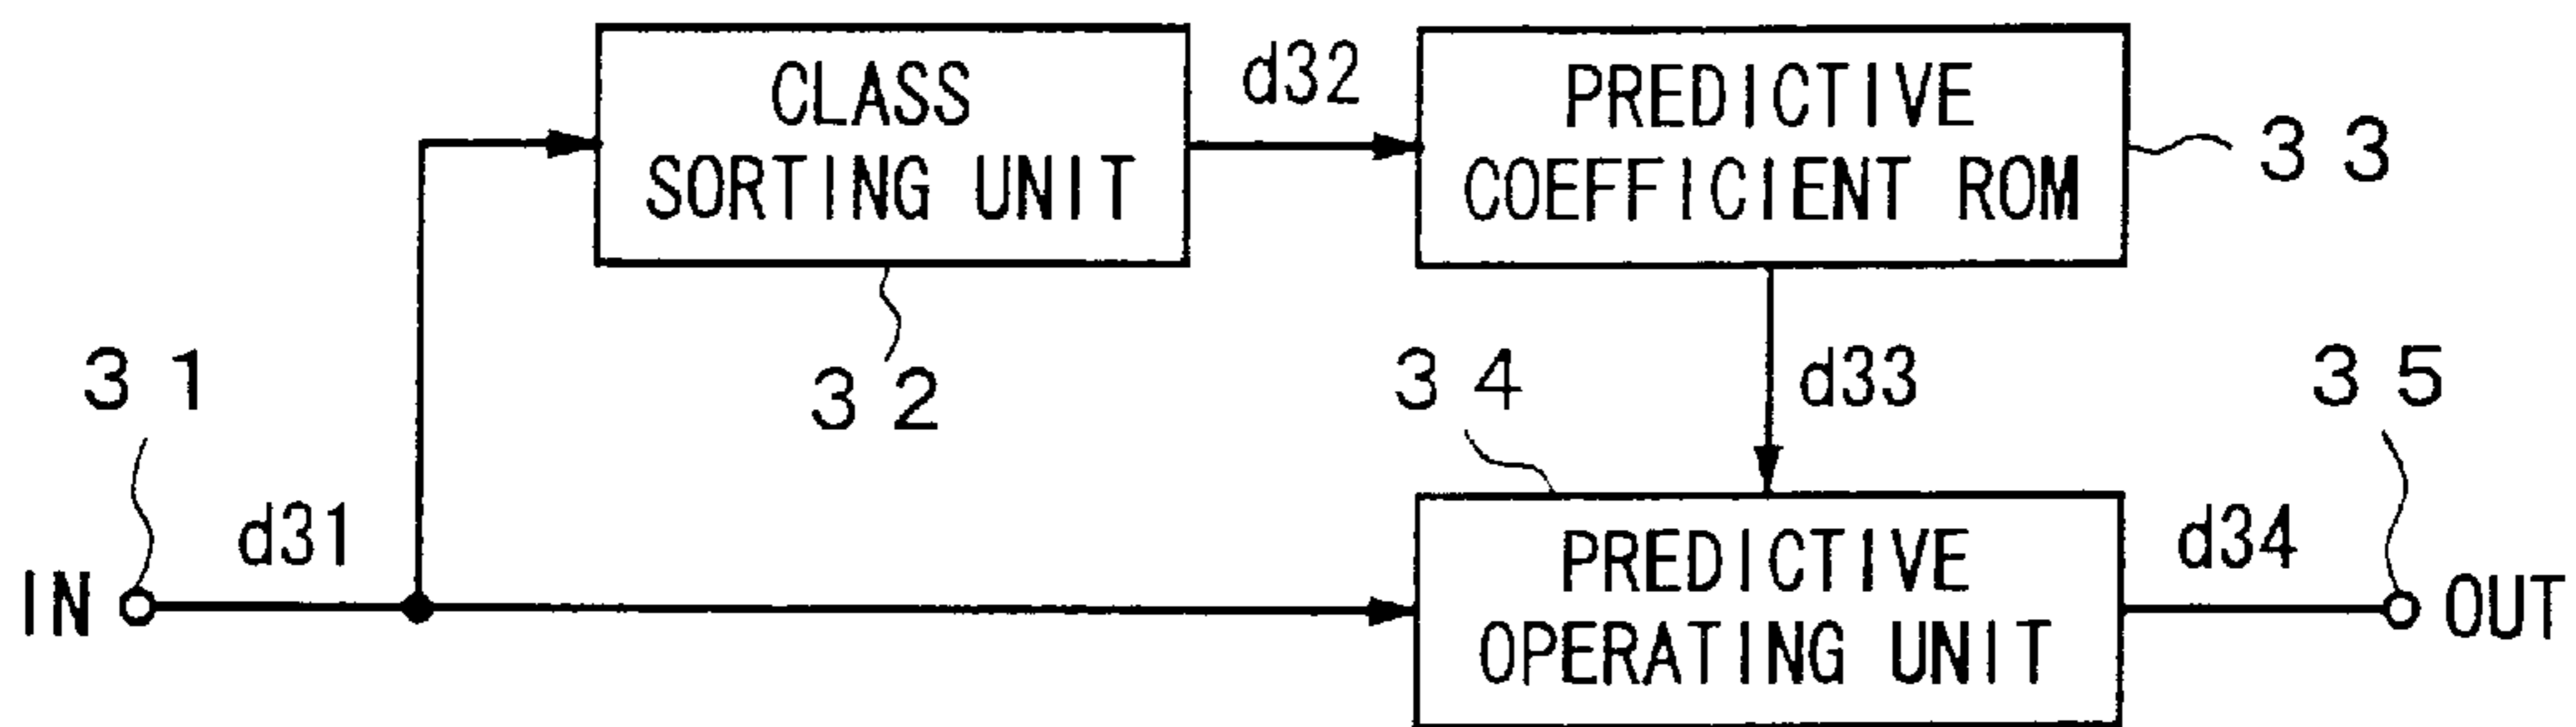 CLASS
SORTING UNIT
32
d32
PREDICTIVE
COEFFICIENT ROM
33
d33
31
IN
d31
34
PREDICTIVE
OPERATING UNIT
d34
35
OUT